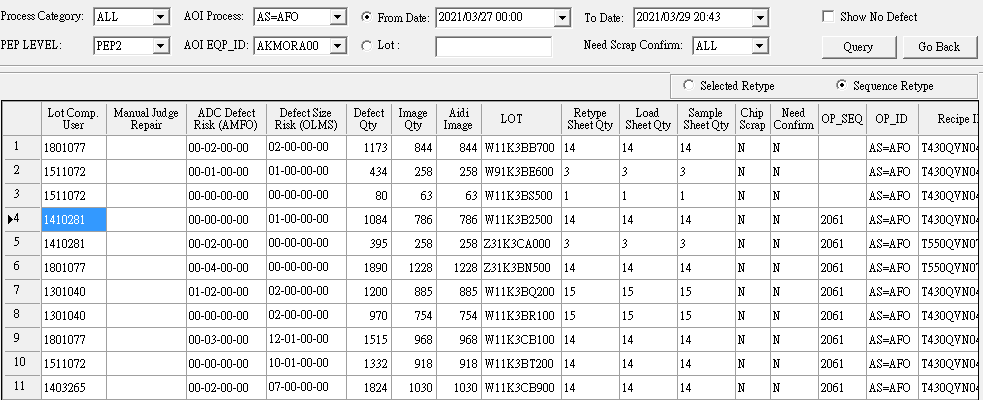 Process Category: ALL AOI Process: AS=AFO From Date: 2021/03/27 00:00 To Date: 2021/03/29 20:43 Show No Defect
PEP LEVEL: PEP2 AOI EQP_ID: AKMORA00 Lot : Need Scrap Confirm: ALL Query Go Back
Selected Retype Sequence Retype
Lot Comp. User Manual Judge Repair ADC Defect Risk (AMFO) Defect Size Risk (OLMS) Defect Qty Image Qty Aidi Image LOT Retype Sheet Qty Load Sheet Qty Sample Sheet Qty Chip Scrap Need Confirm OP_SEQ OP_ID Recipe I
1 1801077 00-02-00-00 02-00-00-00 1173 844 844 W11K3BB700 14 14 14 N N AS=AFO T430QVN0
2 1511072 00-01-00-00 01-00-00-00 434 258 258 W91K3BE600 3 3 3 N N AS=AFO T430QVN0
3 1511072 00-00-00-00 00-00-00-00 80 63 63 W11K3BS500 1 1 1 N N AS=AFO T430QVN0
4 1410281 00-00-00-00 01-00-00-00 1084 786 786 W11K3B2500 14 14 14 N N 2061 AS=AFO T430QVN0
5 1410281 00-02-00-00 00-00-00-00 395 258 258 Z31K3CA000 3 3 3 N N 2061 AS=AFO T550QVN0
6 1801077 00-04-00-00 02-00-00-00 1890 1228 1228 Z31K3BN500 14 14 14 N N 2061 AS=AFO T550QVN0
7 1301040 01-02-00-00 02-00-00-00 1200 885 885 W11K3BQ200 15 15 15 N N 2061 AS=AFO T430QVN0
8 1301040 00-00-00-00 02-00-00-00 970 754 754 W11K3BR100 15 15 15 N N 2061 AS=AFO T430QVN0
9 1801077 00-03-00-00 12-01-00-00 1515 968 968 W11K3CB100 14 14 14 N N 2061 AS=AFO T430QVN0
10 1511072 00-00-00-00 10-01-00-00 1332 918 918 W11K3BT200 14 14 14 N N 2061 AS=AFO T430QVN0
11 1403265 00-02-00-00 07-00-00-00 1824 1030 1030 W11K3CB900 14 14 14 N N 2061 AS=AFO T430QVN0